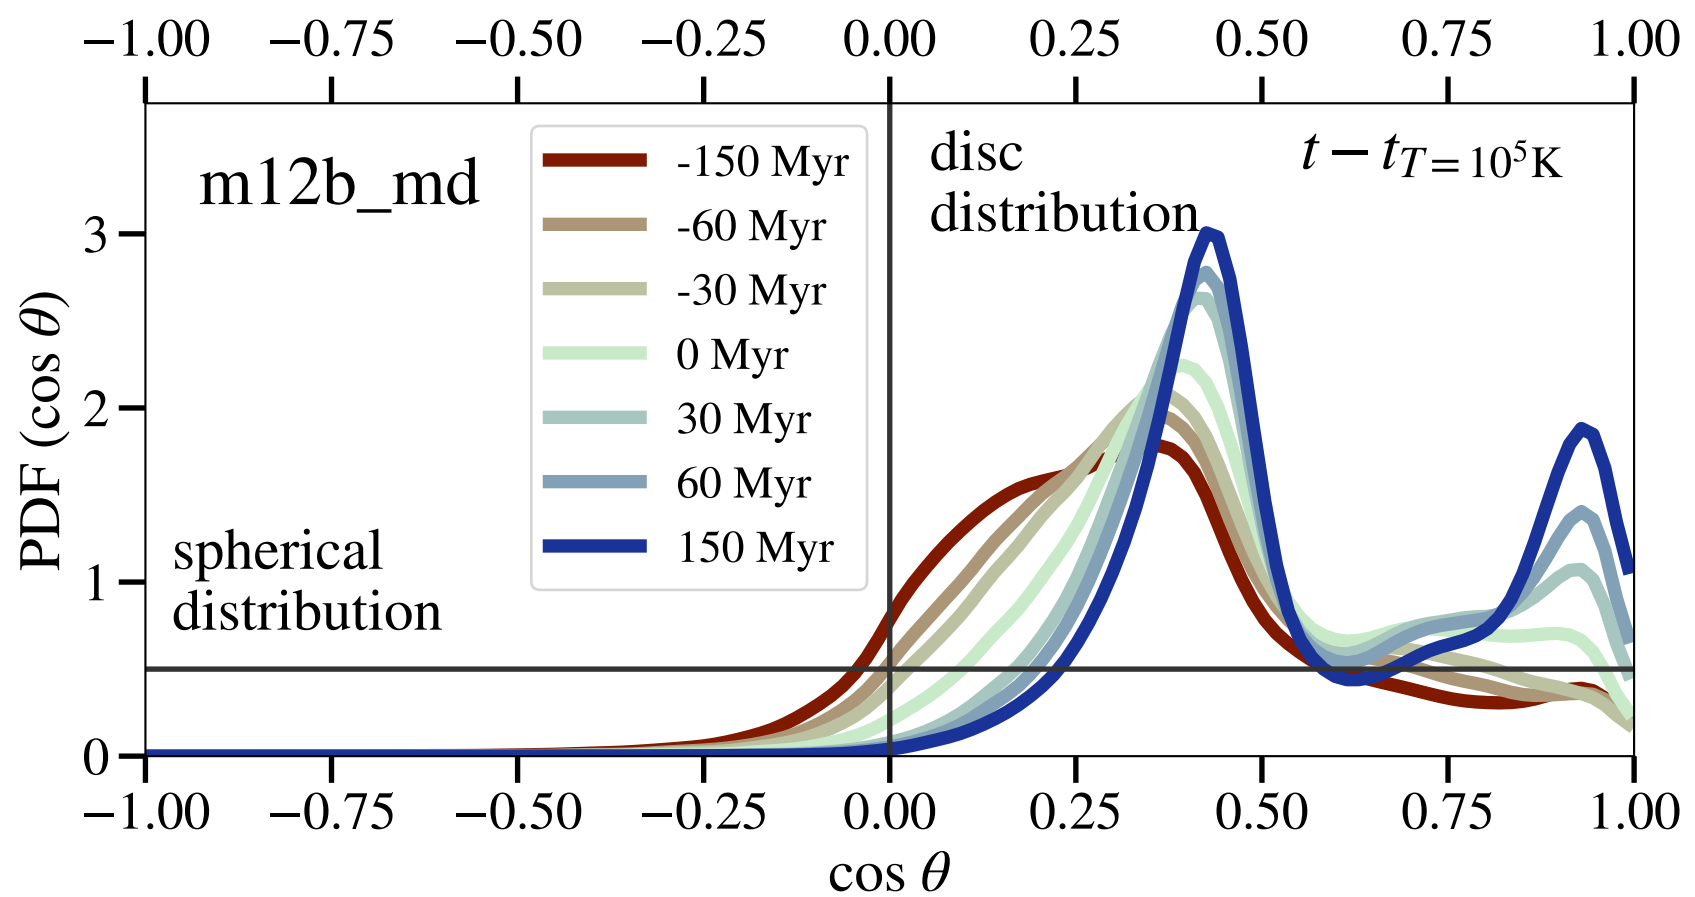 −1.00 −0.75 −0.50 −0.25 0.00 0.25 0.50 0.75 1.00
m12b_md
-150 Myr
-60 Myr
-30 Myr
0 Myr
30 Myr
60 Myr
150 Myr
disc
distribution
t − t_{T = 10⁵K}
spherical
distribution
PDF (cos θ)
3
2
1
0
−1.00 −0.75 −0.50 −0.25 0.00 0.25 0.50 0.75 1.00
cos θ